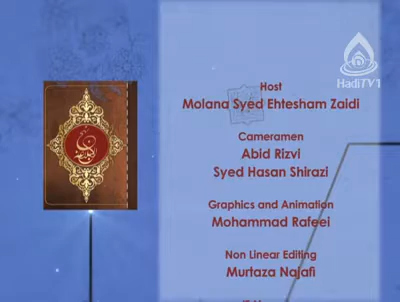 HadiTV1
Host
Molana Syed Ehtesham Zaidi
Cameramen
Abid Rizvi
Syed Hasan Shirazi
Graphics and Animation
Mohammad Rafeei
Non Linear Editing
Murtaza Najafi